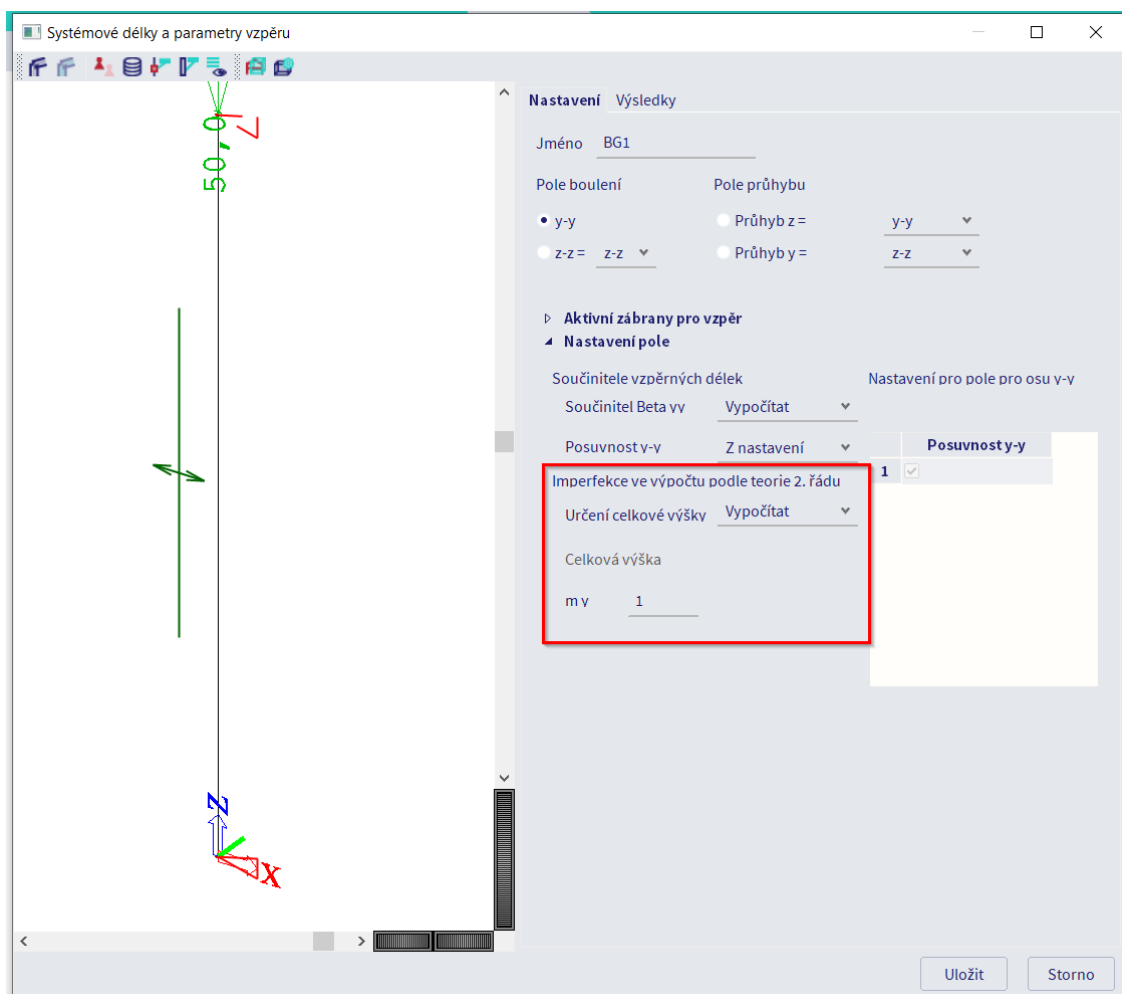 Systémové délky a parametry vzpěru
50,0
7
Z
X
Nastavení Výsledky
Jméno BG1
Pole boulení Pole průhybu
y-y Průhyb z = y-y
z-z = z-z Průhyb y = z-z
Aktivní zábrany pro vzpěr
Nastavení pole
Součinitele vzpěrných délek Nastavení pro pole pro osu y-y
Součinitel Beta yy Vypočítat
Posuvnost y-y Z nastavení
Posuvnost y-y
1
Imperfekce ve výpočtu podle teorie 2. řádu
Určení celkové výšky Vypočítat
Celková výška
m y 1
Uložit Storno